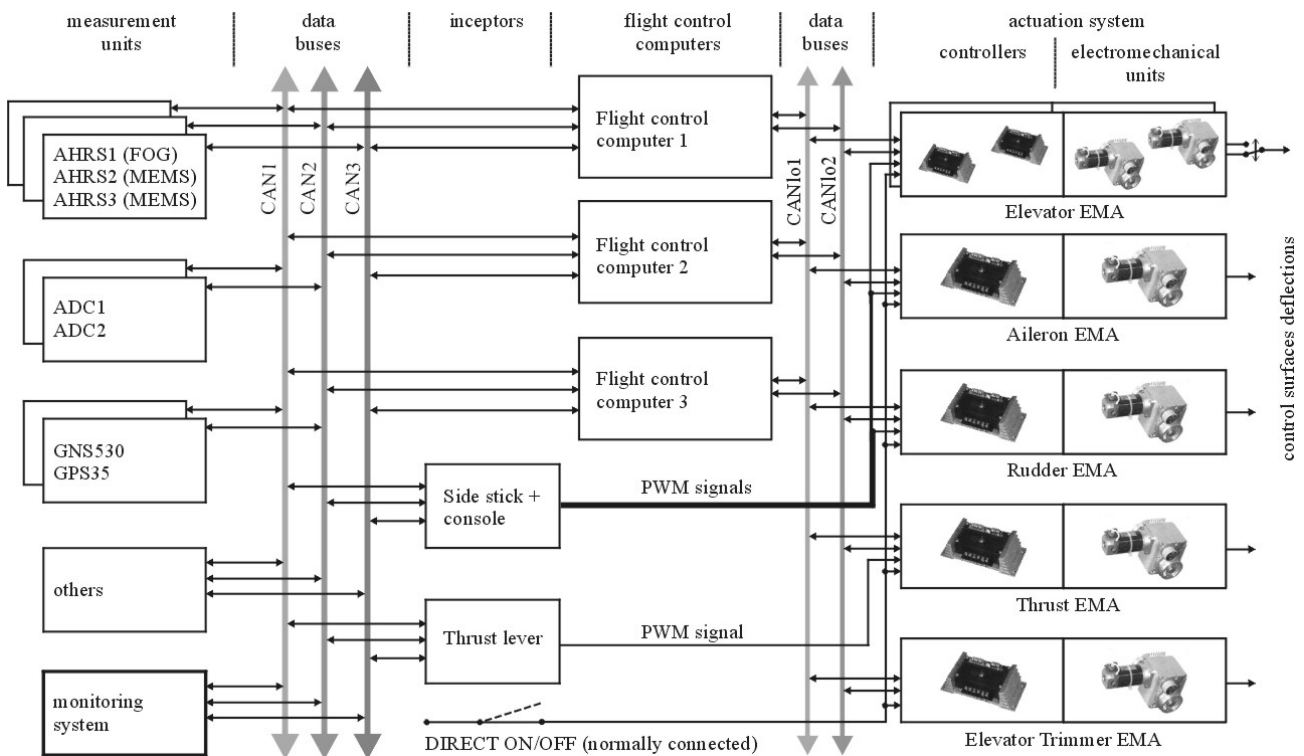 measurement
units
data
buses
inceptors
flight control
computers
data
buses
actuation system
controllers
electromechanical
units
AHRS1 (FOG)
AHRS2 (MEMS)
AHRS3 (MEMS)
CAN1
CAN2
CAN3
Flight control
computer 1
CANlo1
CANlo2
Elevator EMA
ADC1
ADC2
Flight control
computer 2
Aileron EMA
control surfaces deflections
GNS530
GPS35
Flight control
computer 3
Rudder EMA
Side stick +
console
PWM signals
others
Thrust EMA
Thrust lever
PWM signal
monitoring
system
DIRECT ON/OFF (normally connected)
Elevator Trimmer EMA